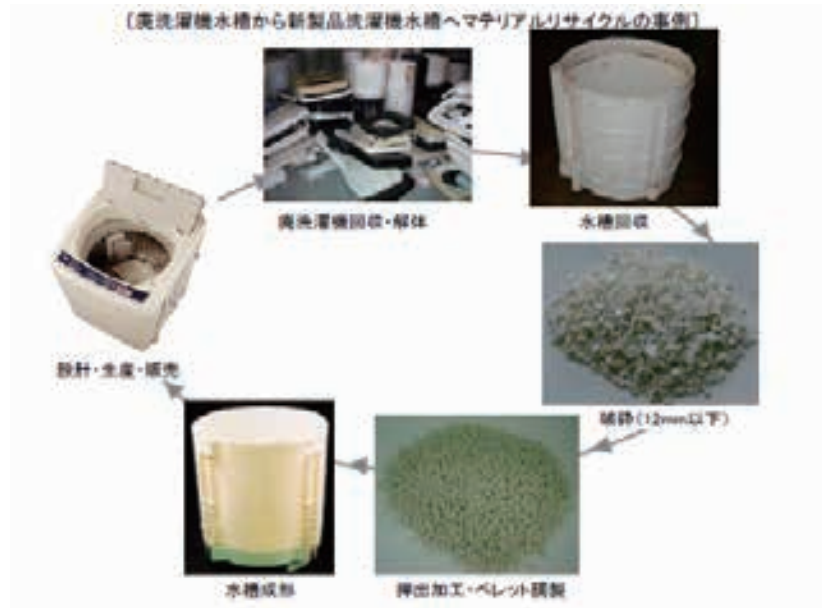 〔廃洗濯機水槽から新製品洗濯機水槽へマテリアルリサイクルの事例〕
廃洗濯機回収・解体
水槽回収
設計・生産・販売
破砕(12mm以下)
水槽成形
押出加工・ペレット調製